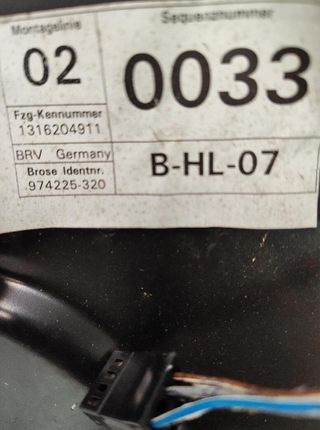 Montagelinie
02
Sequenznummer
0033
Fzg-Kennummer
1316204911
BRV Germany
Brose Identnr.
974225-320
B-HL-07